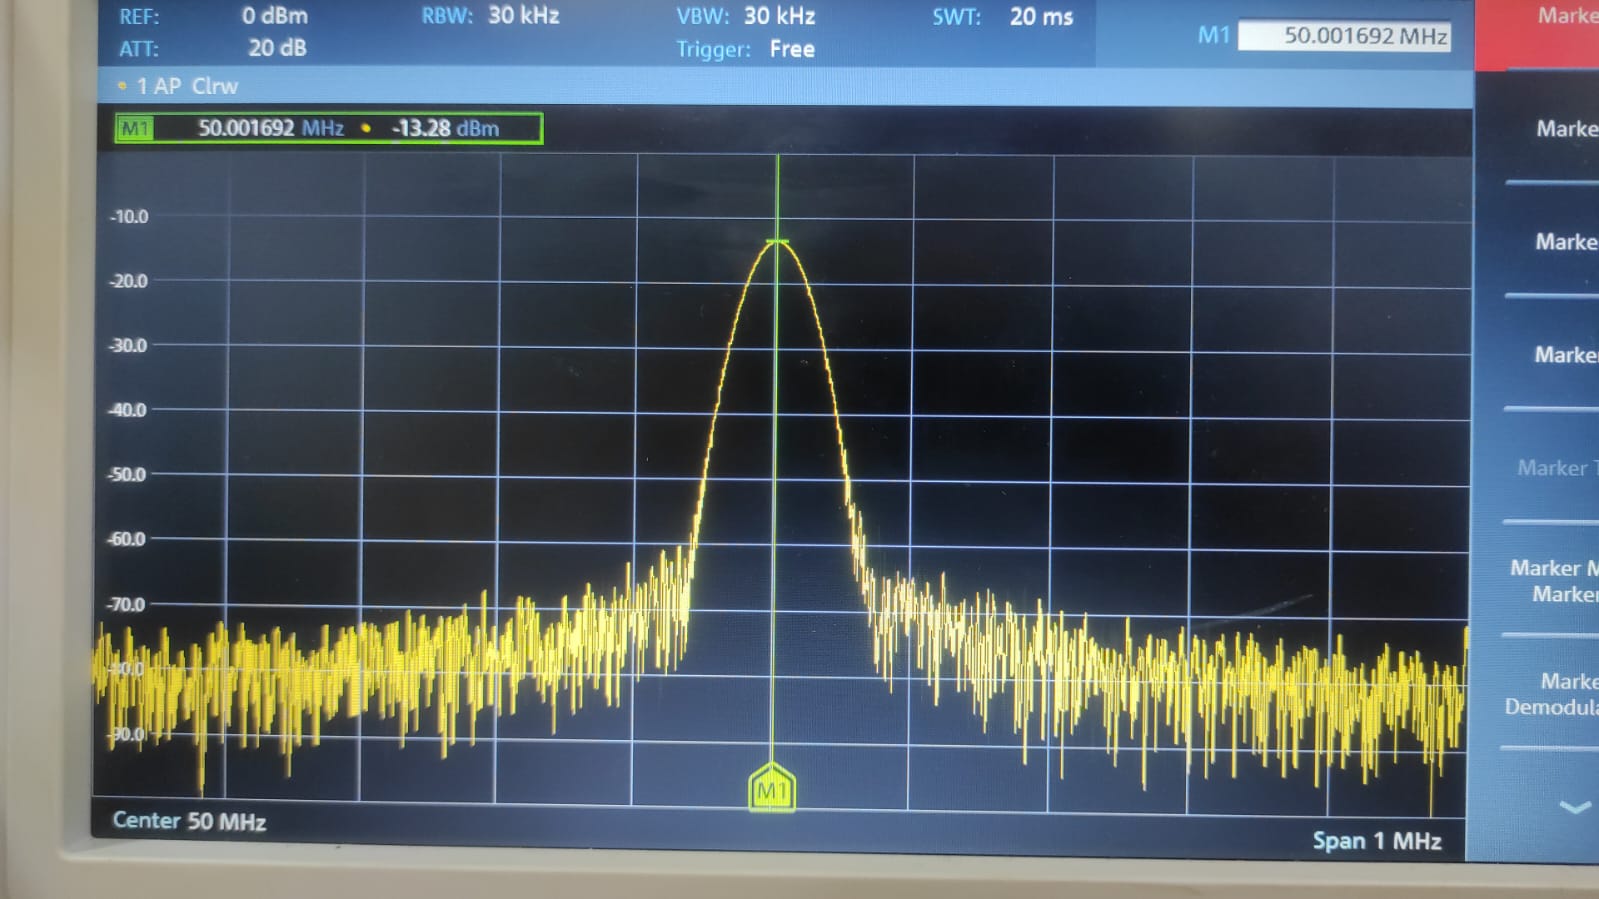 REF: 0 dBm RBW: 30 kHz VBW: 30 kHz SWT: 20 ms
ATT: 20 dB Trigger: Free
M1 50.001692 MHz
1 AP Clrw
M1 50.001692 MHz • -13.28 dBm
-10.0
-20.0
-30.0
-40.0
-50.0
-60.0
-70.0
-80.0
-90.0
M1
Center 50 MHz
Span 1 MHz
Marke
Marke
Marke
Marke
Marker T
Marker M
Marke
Marke
Demodula